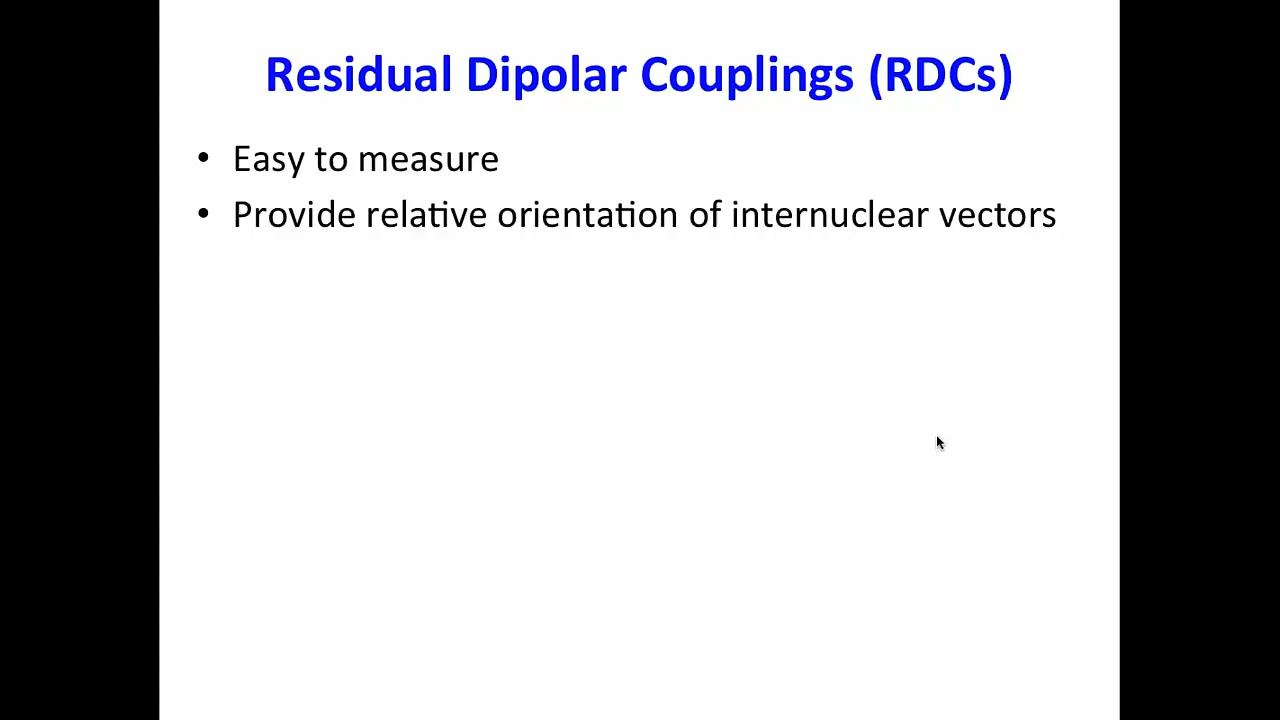 Residual Dipolar Couplings (RDCs)
• Easy to measure
• Provide relative orientation of internuclear vectors